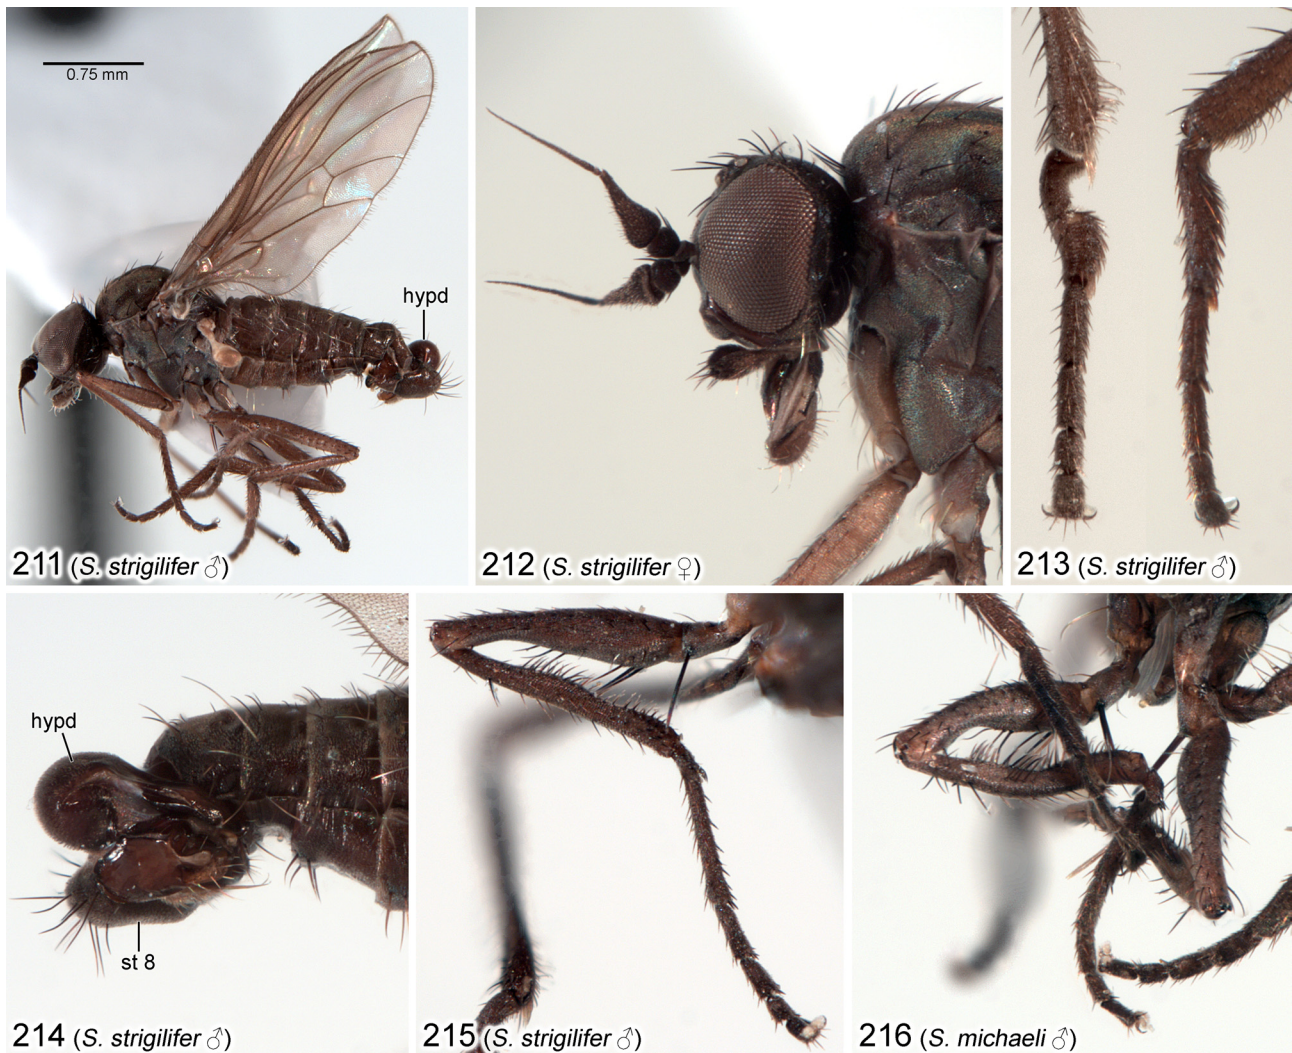 0.75 mm
hypd
211 (S. strigilifer ♂)
212 (S. strigilifer ♀)
213 (S. strigilifer ♂)
hypd
st 8
214 (S. strigilifer ♂)
215 (S. strigilifer ♂)
216 (S. michaeli ♂)